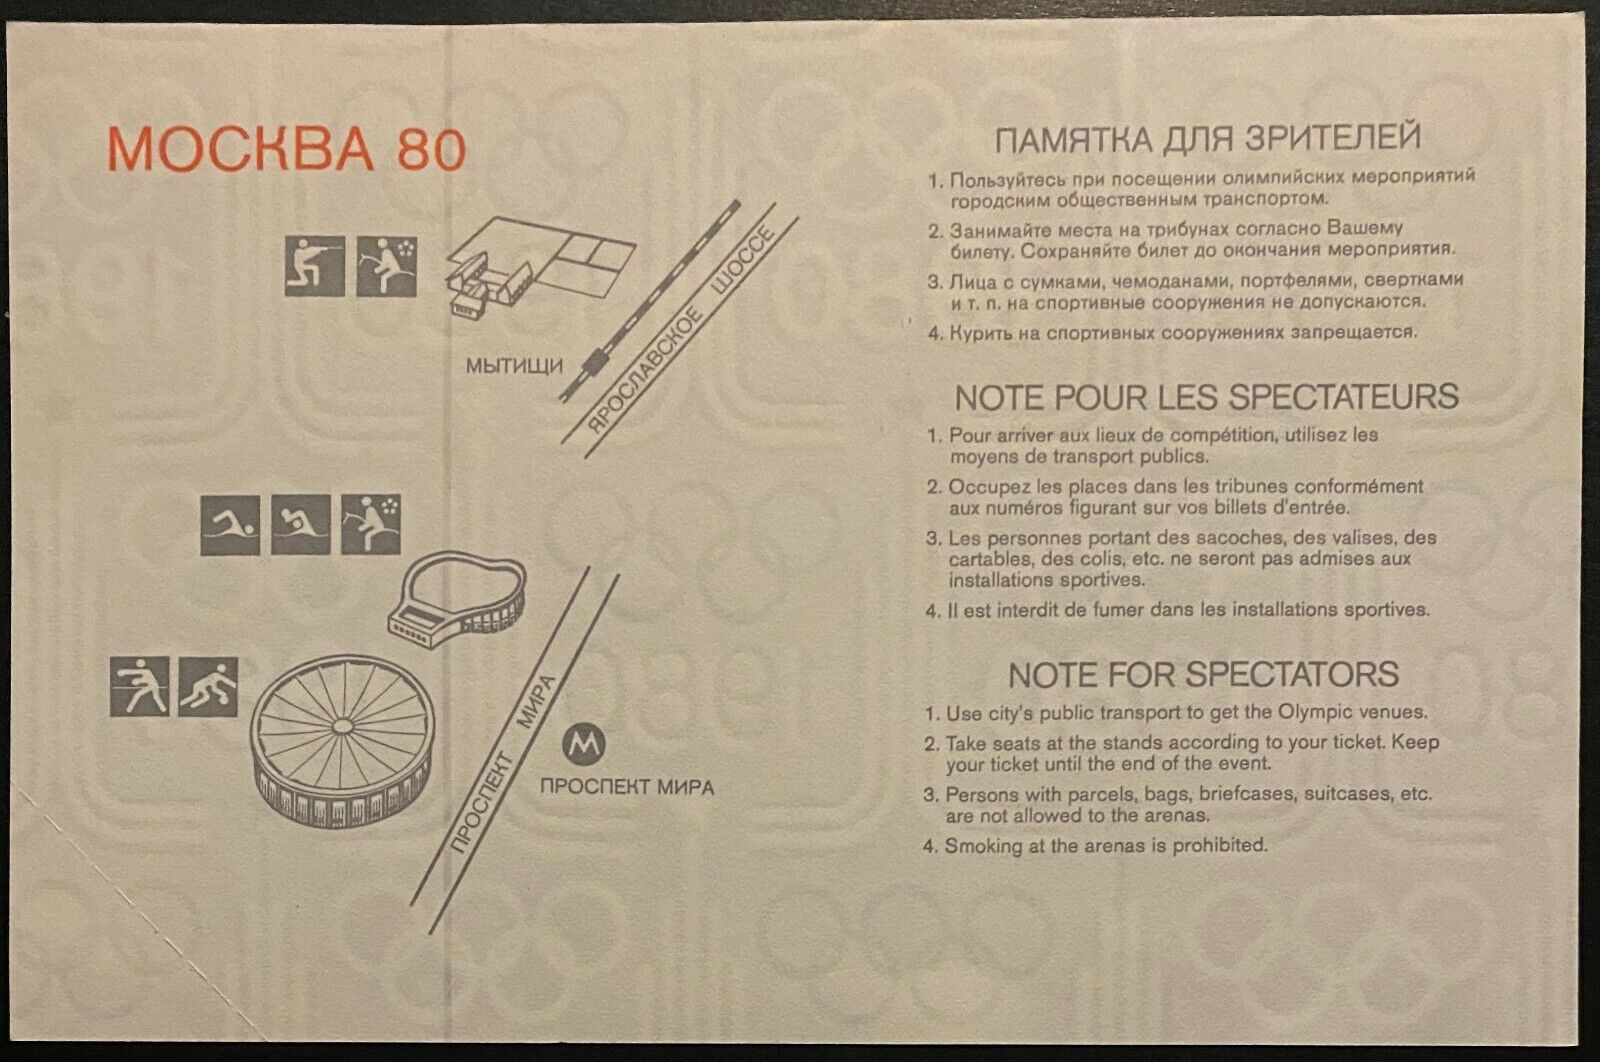 МОСКВА 80
МЫТИЩИ
ЯРОСЛАВСКОЕ ШОССЕ
ПРОСПЕКТ МИРА
М
ПРОСПЕКТ МИРА
ПАМЯТКА ДЛЯ ЗРИТЕЛЕЙ
1. Пользуйтесь при посещении олимпийских мероприятий
городским общественным транспортом.
2. Занимайте места на трибунах согласно Вашему
билету. Сохраняйте билет до окончания мероприятия.
3. Лица с сумками, чемоданами, портфелями, свертками
и т. п. на спортивные сооружения не допускаются.
4. Курить на спортивных сооружениях запрещается.
NOTE POUR LES SPECTATEURS
1. Pour arriver aux lieux de compétition, utilisez les
moyens de transport publics.
2. Occupez les places dans les tribunes conformément
aux numéros figurant sur vos billets d'entrée.
3. Les personnes portant des sacoches, des valises, des
cartables, des colis, etc. ne seront pas admises aux
installations sportives.
4. Il est interdit de fumer dans les installations sportives.
NOTE FOR SPECTATORS
1. Use city's public transport to get the Olympic venues.
2. Take seats at the stands according to your ticket. Keep
your ticket until the end of the event.
3. Persons with parcels, bags, briefcases, suitcases, etc.
are not allowed to the arenas.
4. Smoking at the arenas is prohibited.